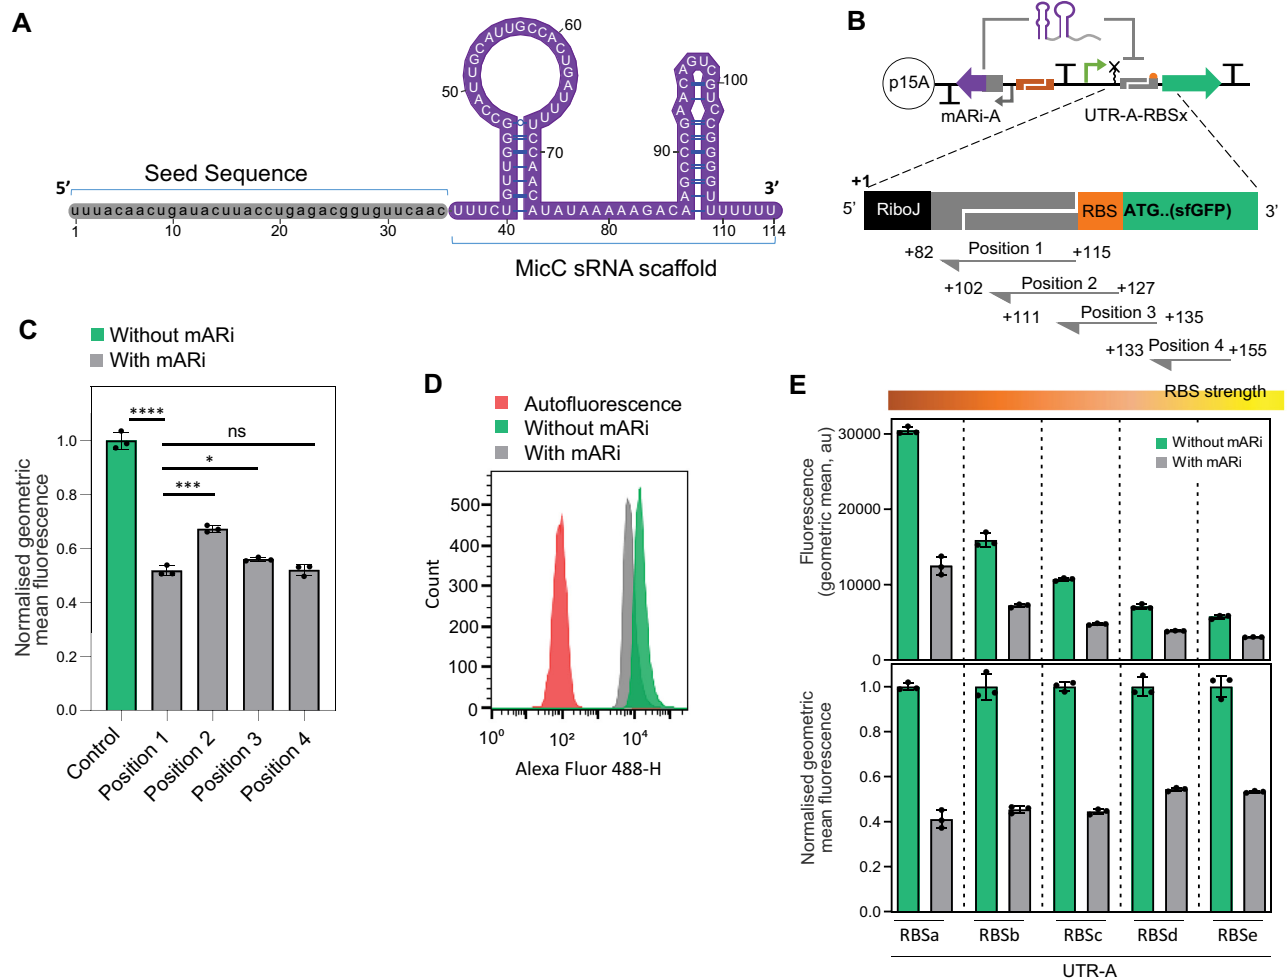 A
Seed Sequence
5’
3’
uuuacaacugauacuuaccugagacggguguucaac
UUUCU
AUAUAAAAAGACA
UUUUUU
1
10
20
30
40
50
60
70
80
90
100
110
114
MicC sRNA scaffold
B
p15A
mARi-A
UTR-A-RBSx
+1
5’
RiboJ
RBS
ATG..(sfGFP)
3’
+82
Position 1
+115
+102
Position 2
+127
+111
Position 3
+135
+133
Position 4
+155
C
Without mARi
With mARi
Normalised geometric
mean fluorescence
1.0
0.8
0.6
0.4
0.2
0.0
****
ns
*
***
Control
Position 1
Position 2
Position 3
Position 4
D
Autofluorescence
Without mARi
With mARi
Count
500
400
300
200
100
0
10⁰
10²
10⁴
Alexa Fluor 488-H
E
RBS strength
Without mARi
With mARi
Fluorescence
(geometric mean, au)
30000
20000
10000
0
Normalised geometric
mean fluorescence
1.0
0.8
0.6
0.4
0.2
0.0
RBSa
RBSb
RBSc
RBSd
RBSe
UTR-A